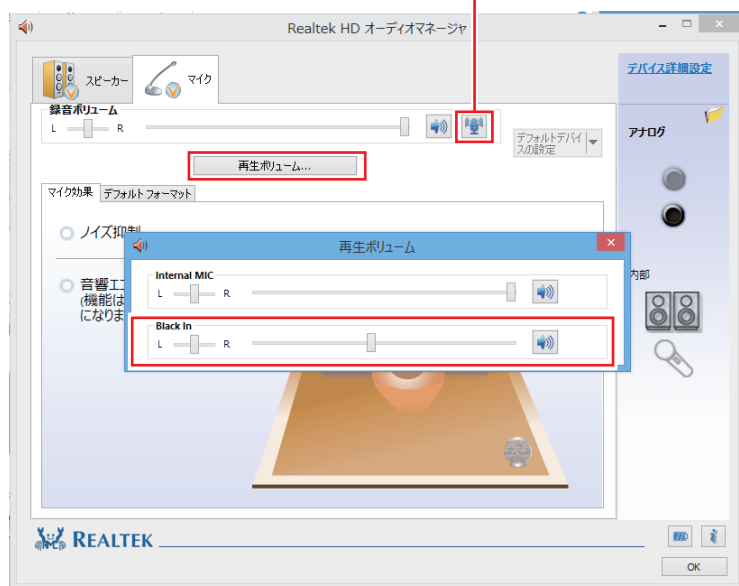 Realtek HD オーディオマネージャ
スピーカー
マイク
デバイス詳細設定
録音ボリューム
L
R
デフォルトデバイ
スの設定
アナログ
再生ボリューム...
マイク効果
デフォルト フォーマット
ノイズ抑制
再生ボリューム
音響エコ
(機能は
になりま
Internal MIC
L
R
内部
Black In
L
R
REALTEK
OK